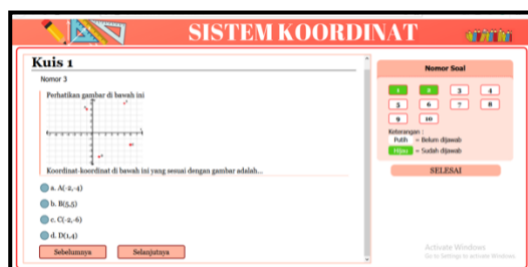 SISTEM KOORDINAT
Kuis 1
Nomor 3
Perhatikan gambar di bawah ini
Koordinat-koordinat di bawah ini yang sesuai dengan gambar adalah...
a. A(-2,-4)
b. B(5,5)
c. C(-2,-6)
d. D(1,4)
Sebelumnya
Selanjutnya
Nomor Soal
1 2 3 4
5 6 7 8
9 10
Keterangan :
Putih = Belum dijawab
Hijau = Sudah dijawab
SELESAI
Activate Windows
Go to Settings to activate Windows.